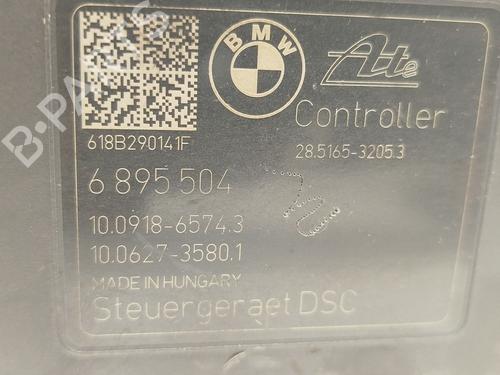 BMW
Ate
Controller
618B290141F
28.5165-3205.3
6 895 504
10.0918-6574.3
10.0627-3580.1
MADE IN HUNGARY
Steuergeraet DSC
B-PARTS